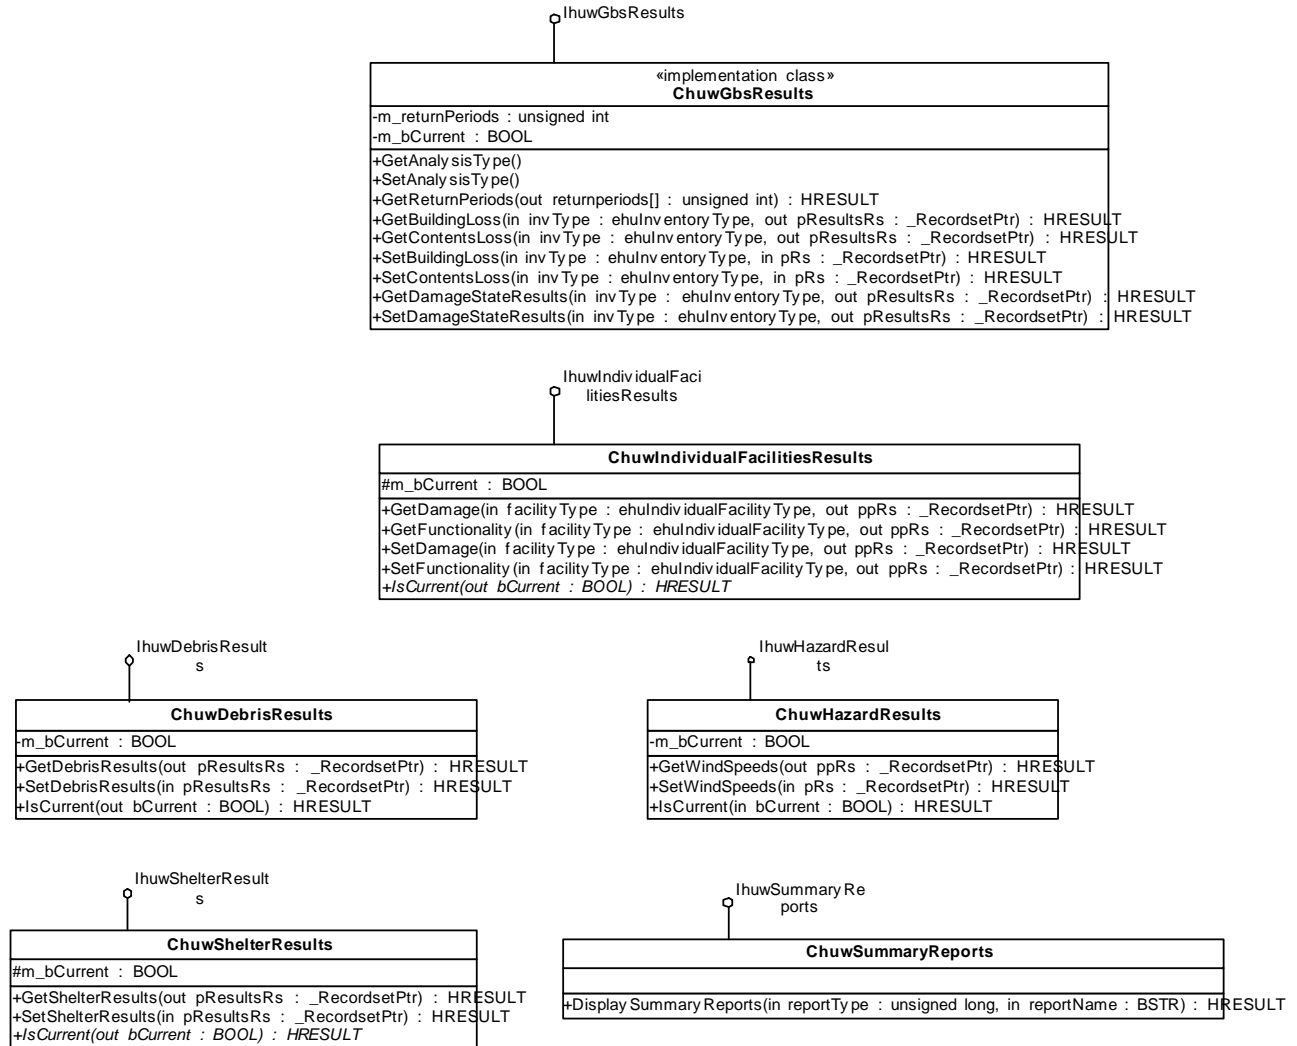 IhuwGbsResults
«implementation class»
ChuwGbsResults
-m_returnPeriods : unsigned int
-m_bCurrent : BOOL
+GetAnalysisType()
+SetAnalysisType()
+GetReturnPeriods(out returnperiods[] : unsigned int) : HRESULT
+GetBuildingLoss(in invType : ehuInventoryType, out pResultsRs : _RecordsetPtr) : HRESULT
+GetContentsLoss(in invType : ehuInventoryType, out pResultsRs : _RecordsetPtr) : HRESULT
+SetBuildingLoss(in invType : ehuInventoryType, in pRs : _RecordsetPtr) : HRESULT
+SetContentsLoss(in invType : ehuInventoryType, in pRs : _RecordsetPtr) : HRESULT
+GetDamageStateResults(in invType : ehuInventoryType, out pResultsRs : _RecordsetPtr) : HRESULT
+SetDamageStateResults(in invType : ehuInventoryType, out pResultsRs : _RecordsetPtr) : HRESULT
IhuwIndividualFaci
litiesResults
ChuwIndividualFacilitiesResults
#m_bCurrent : BOOL
+GetDamage(in facilityType : ehuIndividualFacilityType, out ppRs : _RecordsetPtr) : HRESULT
+GetFunctionality(in facilityType : ehuIndividualFacilityType, out ppRs : _RecordsetPtr) : HRESULT
+SetDamage(in facilityType : ehuIndividualFacilityType, out ppRs : _RecordsetPtr) : HRESULT
+SetFunctionality(in facilityType : ehuIndividualFacilityType, out ppRs : _RecordsetPtr) : HRESULT
+IsCurrent(out bCurrent : BOOL) : HRESULT
IhuwDebrisResult
s
ChuwDebrisResults
-m_bCurrent : BOOL
+GetDebrisResults(out pResultsRs : _RecordsetPtr) : HRESULT
+SetDebrisResults(in pResultsRs : _RecordsetPtr) : HRESULT
+IsCurrent(out bCurrent : BOOL) : HRESULT
IhuwHazardResul
ts
ChuwHazardResults
-m_bCurrent : BOOL
+GetWindSpeeds(out ppRs : _RecordsetPtr) : HRESULT
+SetWindSpeeds(in pRs : _RecordsetPtr) : HRESULT
+IsCurrent(in bCurrent : BOOL) : HRESULT
IhuwShelterResult
s
ChuwShelterResults
#m_bCurrent : BOOL
+GetShelterResults(out pResultsRs : _RecordsetPtr) : HRESULT
+SetShelterResults(in pResultsRs : _RecordsetPtr) : HRESULT
+IsCurrent(out bCurrent : BOOL) : HRESULT
IhuwSummaryRe
ports
ChuwSummaryReports
+DisplaySummaryReports(in reportType : unsigned long, in reportName : BSTR) : HRESULT